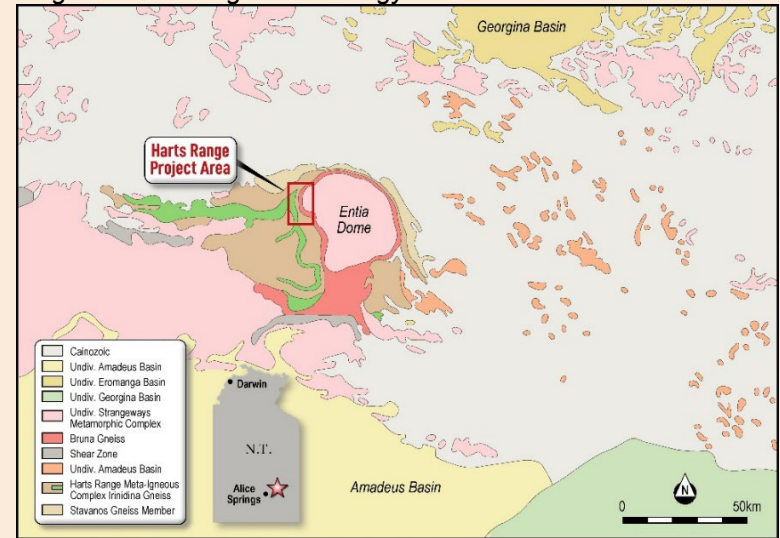 Georgina Basin
Harts Range
Project Area
Entia
Dome
Cainozoic
Undiv. Amadeus Basin
Undiv. Eromanga Basin
Undiv. Georgina Basin
Undiv. Strangeways
Metamorphic Complex
Bruna Gneiss
Shear Zone
Undiv. Amadeus Basin
Harts Range Meta-Igneous
Complex Irinidina Gneiss
Stavanos Gneiss Member
Darwin
N.T.
Alice
Springs
Amadeus Basin
N
0 50km